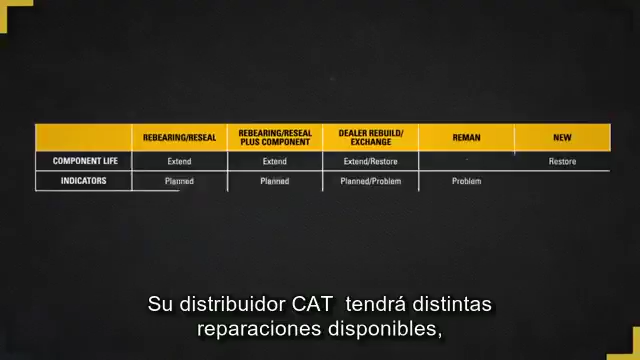 REBEARING/RESEAL
REBEARING/RESEAL
PLUS COMPONENT
DEALER REBUILD/
EXCHANGE
REMAN
NEW
COMPONENT LIFE Extend Extend Extend/Restore Restore
INDICATORS Planned Planned Planned/Problem Problem
Su distribuidor CAT tendrá distintas
reparaciones disponibles,